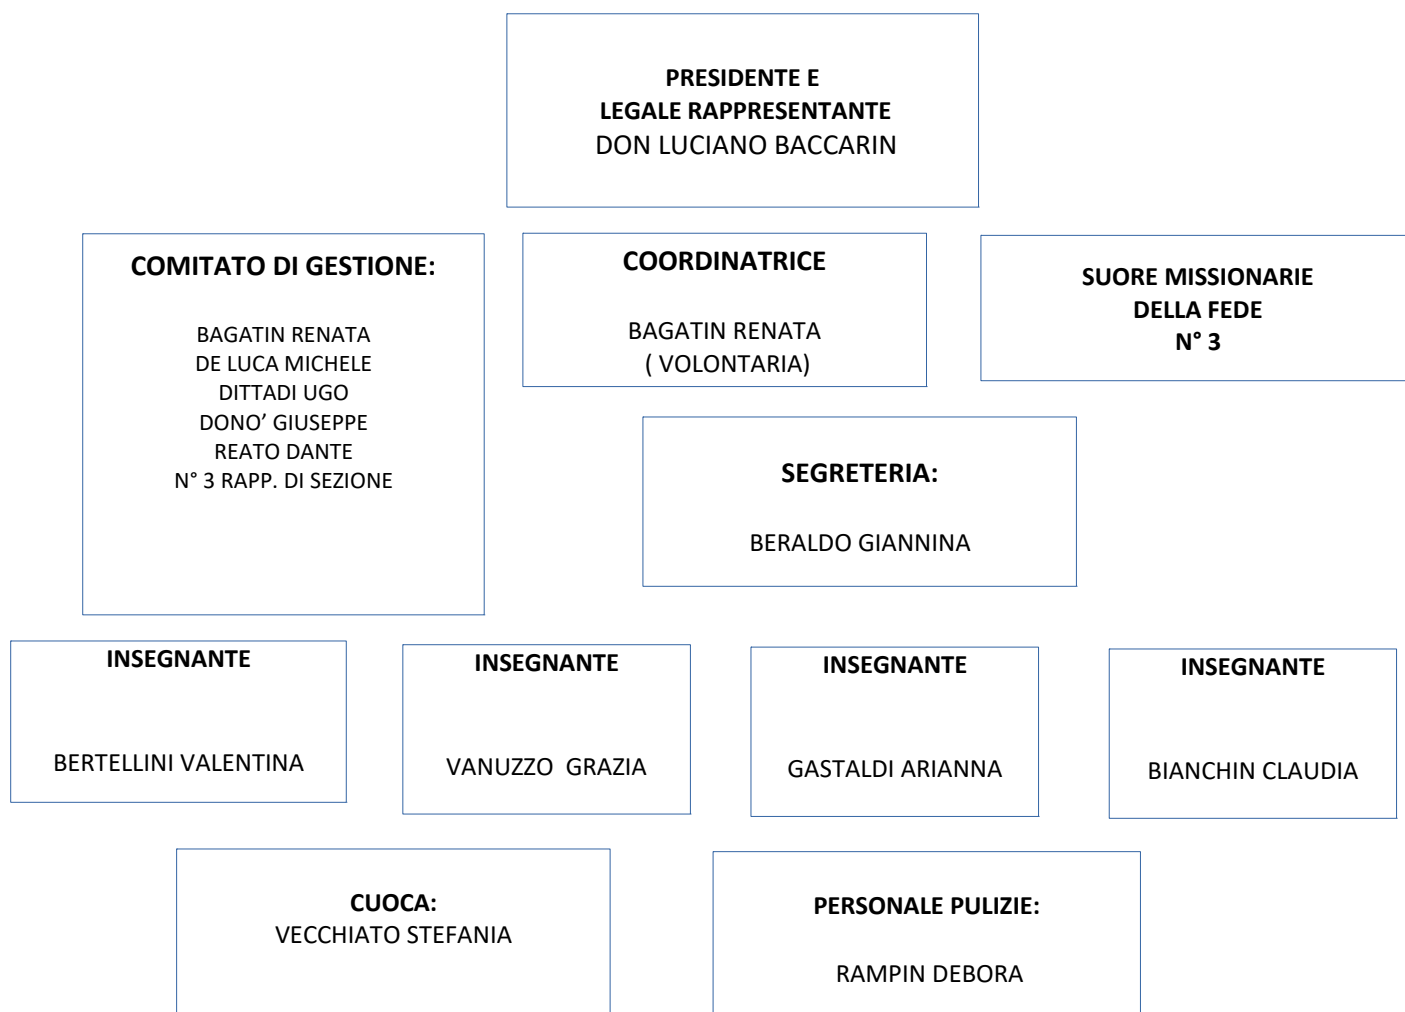 PRESIDENTE E
LEGALE RAPPRESENTANTE
DON LUCIANO BACCARIN
COMITATO DI GESTIONE:
BAGATIN RENATA
DE LUCA MICHELE
DITTADI UGO
DONO’ GIUSEPPE
REATO DANTE
N° 3 RAPP. DI SEZIONE
COORDINATRICE
BAGATIN RENATA
( VOLONTARIA)
SUORE MISSIONARIE
DELLA FEDE
N° 3
SEGRETERIA:
BERALDO GIANNINA
INSEGNANTE
BERTELLINI VALENTINA
INSEGNANTE
VANUZZO  GRAZIA
INSEGNANTE
GASTALDI ARIANNA
INSEGNANTE
BIANCHIN CLAUDIA
CUOCA:
VECCHIATO STEFANIA
PERSONALE PULIZIE:
RAMPIN DEBORA